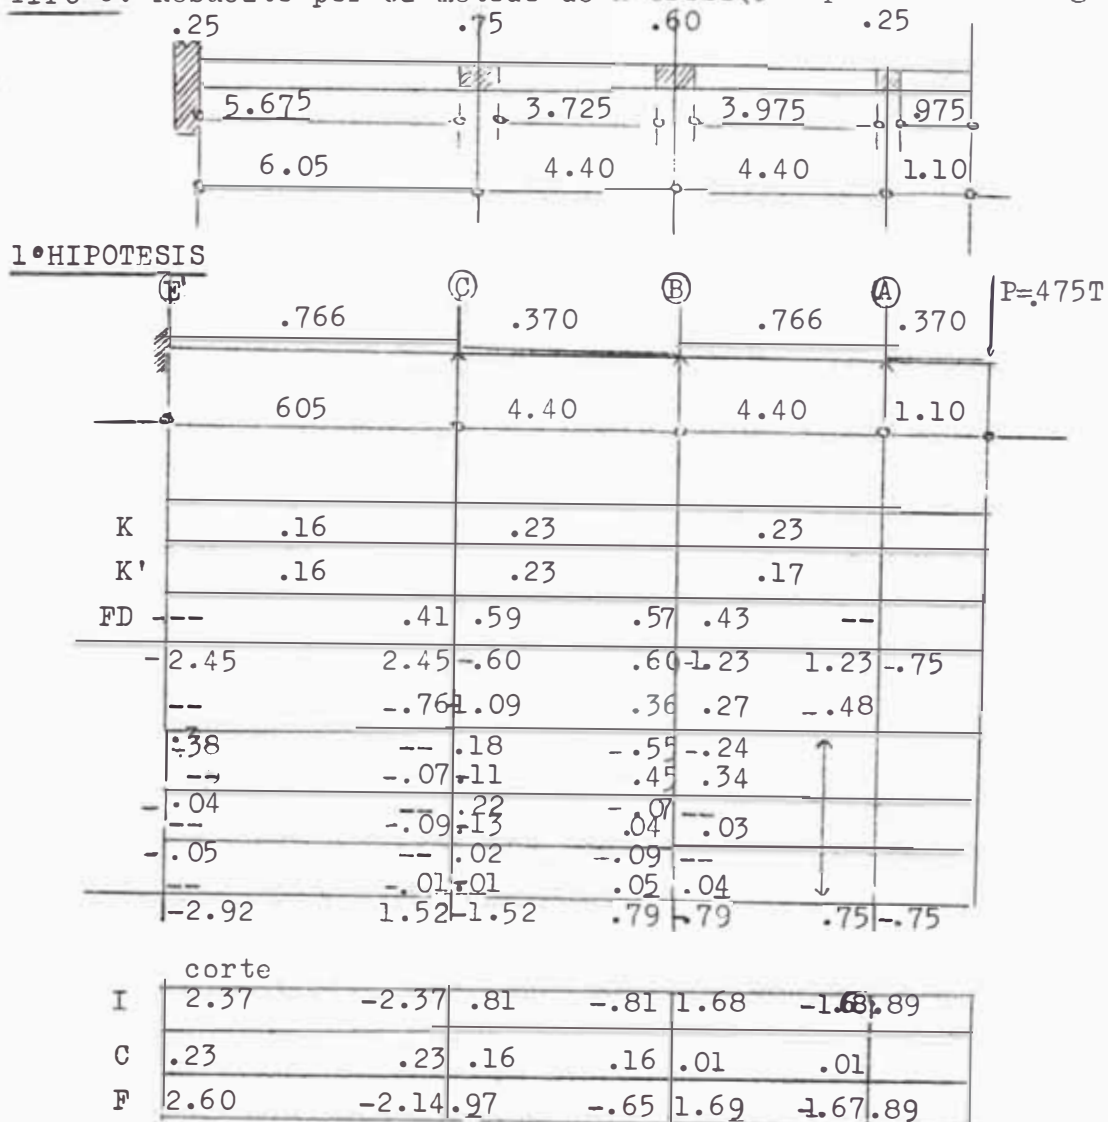 .25 .75 .60 .25
5.675 3.725 3.975 .975
6.05 4.40 4.40 1.10
1ºHIPOTESIS
E' C B A P=.475T
.766 .370 .766 .370
605 4.40 4.40 1.10
K .16 .23 .23
K' .16 .23 .17
FD --- .41 .59 .57 .43 --
-2.45 2.45 -.60 .60 -1.23 1.23 -.75
-- -.76 -1.09 .36 .27 -.48
-.38 -- .18 -.55 -.24
-- -.07 -.11 .45 .34
-.04 -- .22 -.07 --
-- -.09 -.13 .04 .03
-.05 -- .02 -.09 --
-- -.01 -.01 .05 .04
-2.92 1.52 -1.52 .79 -.79 .75 -.75
corte
I 2.37 -2.37 .81 -.81 1.68 -1.68 .89
C .23 .23 .16 .16 .01 .01
F 2.60 -2.14 .97 -.65 1.69 -1.67 .89